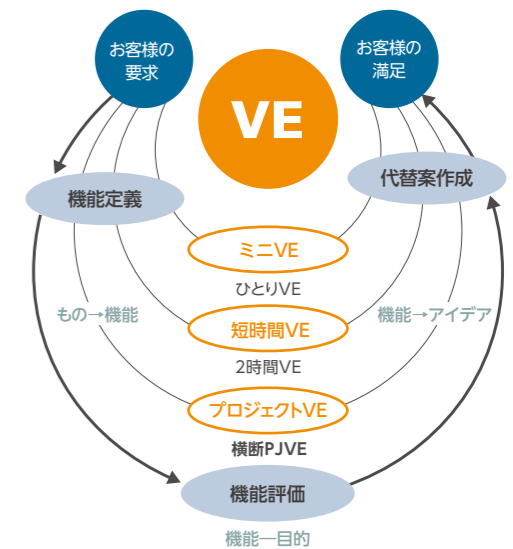 お客様の
要求
VE
お客様の
満足
機能定義
代替案作成
ミニVE
ひとりVE
もの→機能
短時間VE
機能→アイデア
2時間VE
プロジェクトVE
横断PJVE
機能評価
機能―目的